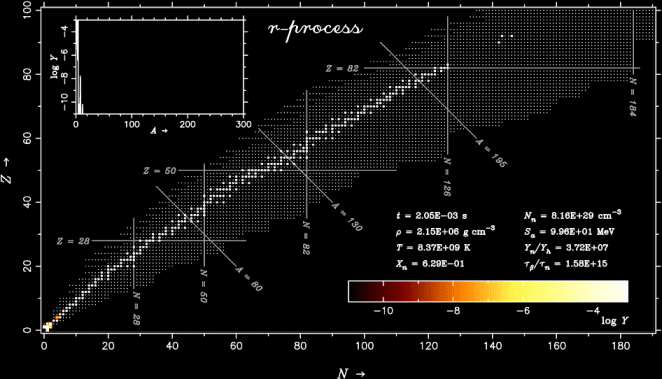 r-process
100
80
60
40
20
0
Z →
-4
-6
-8
-10
log Y
0 100 200 300
A →
Z = 82
Z = 50
Z = 28
N = 184
A = 195
N = 126
A = 130
N = 82
A = 80
N = 50
N = 28
t = 2.05E-03 s
ρ = 2.15E+06 g cm⁻³
T = 8.37E+09 K
Xₙ = 6.29E-01
Nₙ = 8.16E+29 cm⁻³
Sₐ = 9.96E+01 MeV
Yₙ/Yₕ = 3.72E+07
τᵦ/τₙ = 1.58E+15
-10 -8 -6 -4
log Y
0 20 40 60 80 100 120 140 160 180
N →